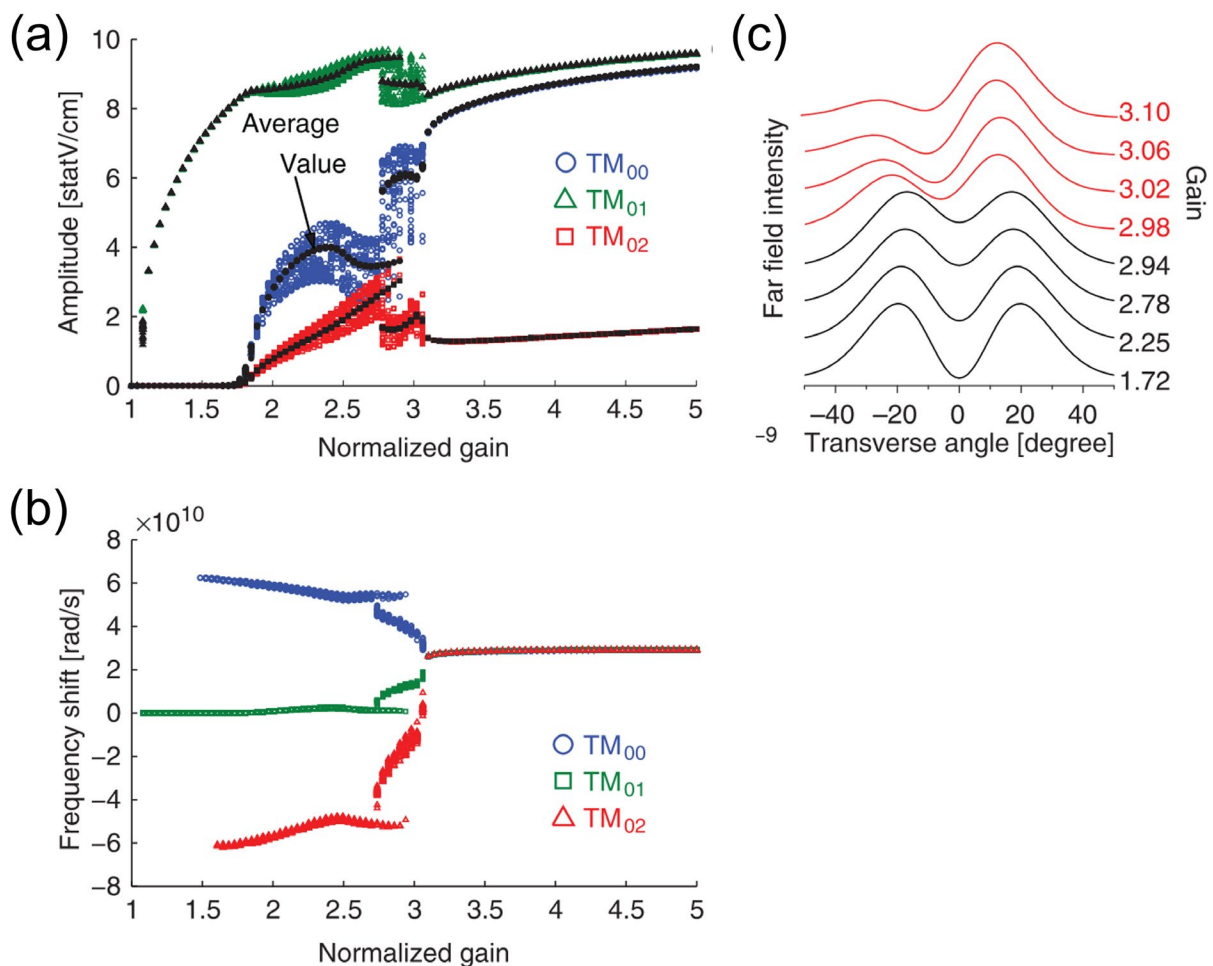 (a)
10
8
6
4
2
0
Amplitude [statV/cm]
Average
Value
TM00
TM01
TM02
1
1.5
2
2.5
3
3.5
4
4.5
5
Normalized gain
(c)
Far field intensity
3.10
3.06
3.02
2.98
2.94
2.78
2.25
1.72
Gain
−40
−20
0
20
40
−9
Transverse angle [degree]
(b)
×10^10
8
6
4
2
0
−2
−4
−6
−8
Frequency shift [rad/s]
TM00
TM01
TM02
1
1.5
2
2.5
3
3.5
4
4.5
5
Normalized gain